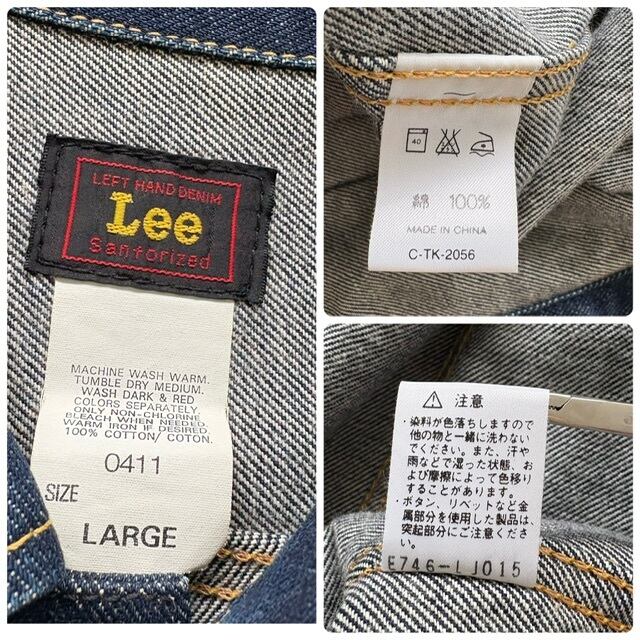 LEFT HAND DENIM
Lee
Sanforized
MACHINE WASH WARM.
TUMBLE DRY MEDIUM.
WASH DARK & RED
COLORS SEPARATELY
ONLY NON-CHLORINE
BLEACH WHEN NEEDED.
WARM IRON IF DESIRED.
100% COTTON/ COTON.
0411
SIZE
LARGE
40
綿 100%
MADE IN CHINA
C-TK-2056
注意
・染料が色落ちしますので
他の物と一緒に洗わない
でください。また、汗や
雨などで湿った状態、お
よび摩擦によって色移り
することがあります。
・ボタン、リベットなど金
属部分を使用した製品は、
突起部分にご注意くださ
い。
E746-LJ015